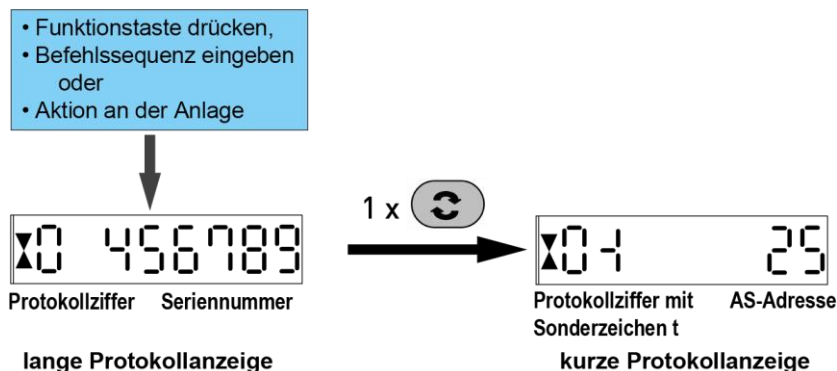 • Funktionstaste drücken,
• Befehlssequenz eingeben
oder
• Aktion an der Anlage
1 x
0 456789
0⊣ 25
Protokollziffer Seriennummer
Protokollziffer mit AS-Adresse
Sonderzeichen t
lange Protokollanzeige
kurze Protokollanzeige